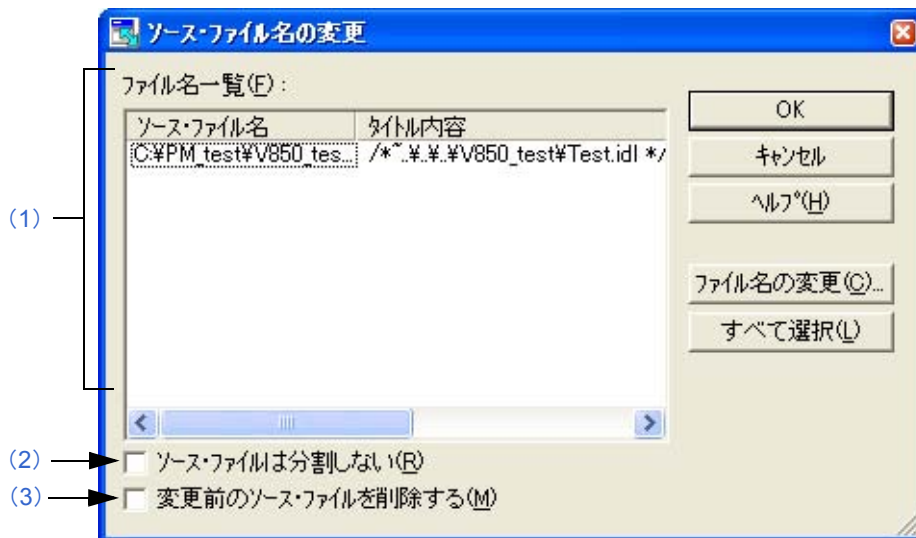 ソース・ファイル名の変更
ファイル名一覧(F) :
ソース・ファイル名 タイトル内容
C:¥PM_test¥V850_tes... /*~..¥.¥..¥V850_test¥Test.idl */
OK
キャンセル
ヘルプ(H)
ファイル名の変更(C)...
すべて選択(L)
(1)
(2)
ソース・ファイルは分割しない(R)
(3)
変更前のソース・ファイルを削除する(M)